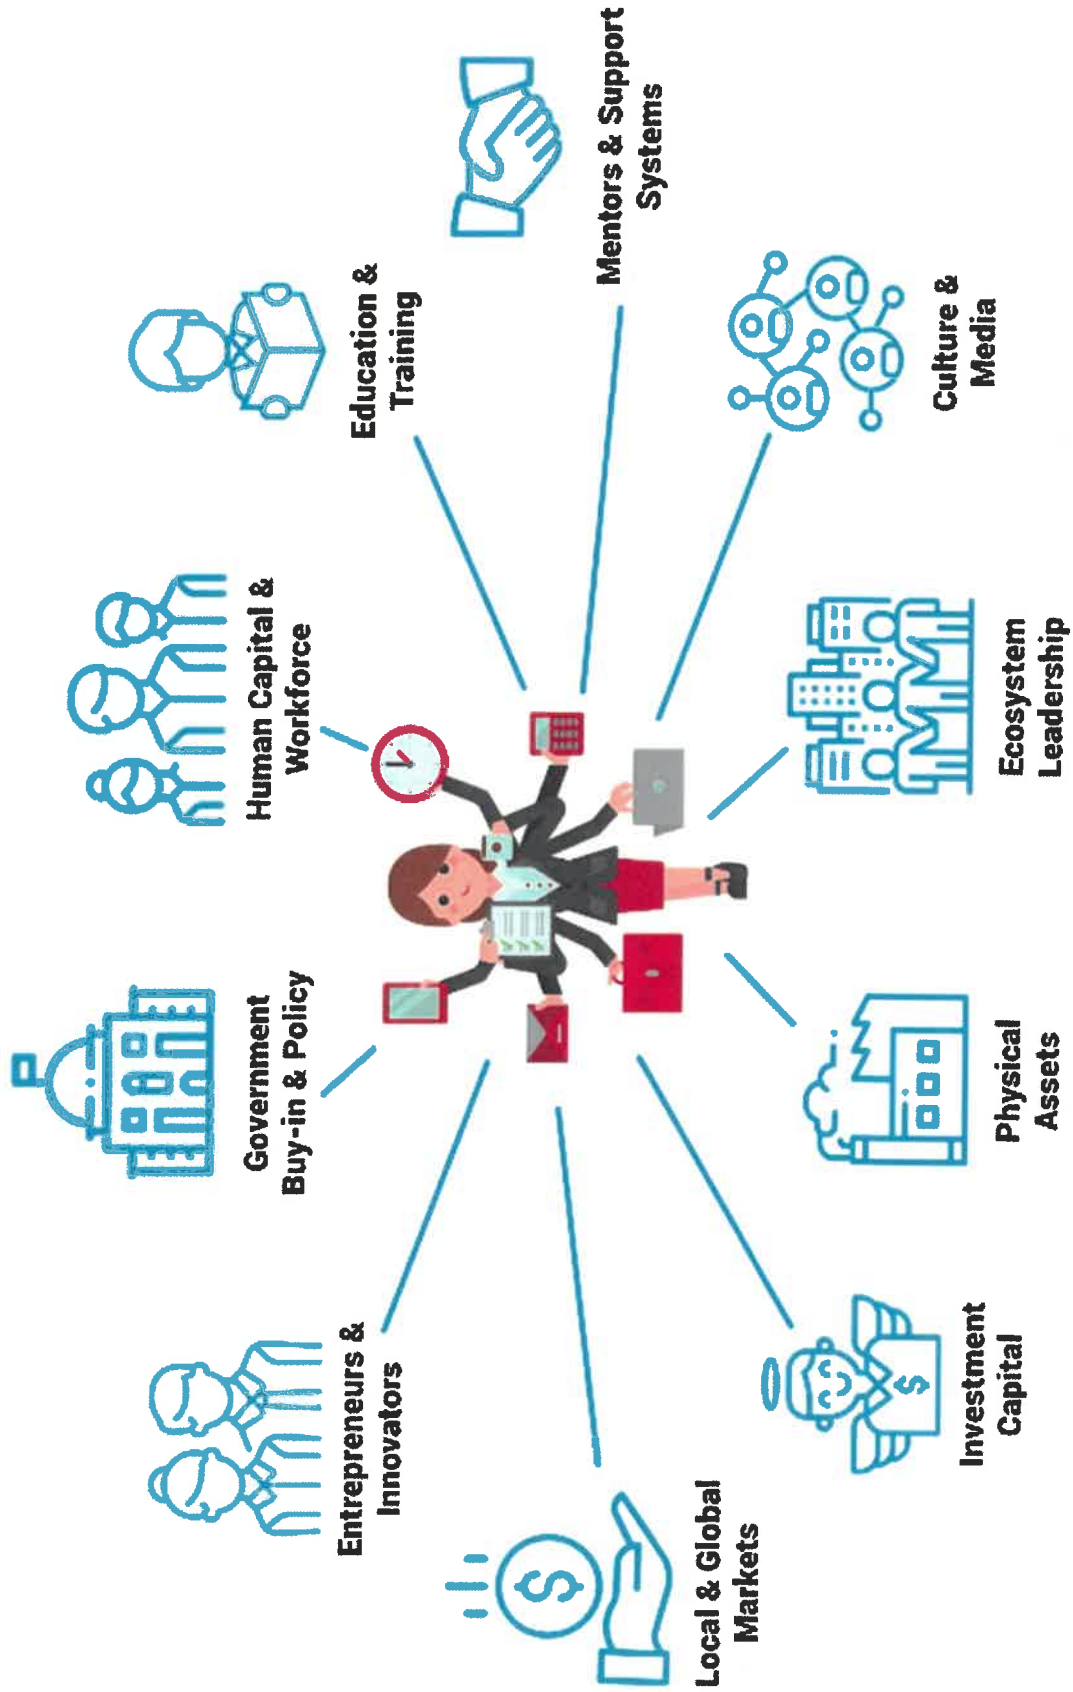 Government
Buy-in & Policy
Human Capital &
Workforce
Entrepreneurs &
Innovators
Education &
Training
Local & Global
Markets
Mentors & Support
Systems
Investment
Capital
Physical
Assets
Ecosystem
Leadership
Culture &
Media